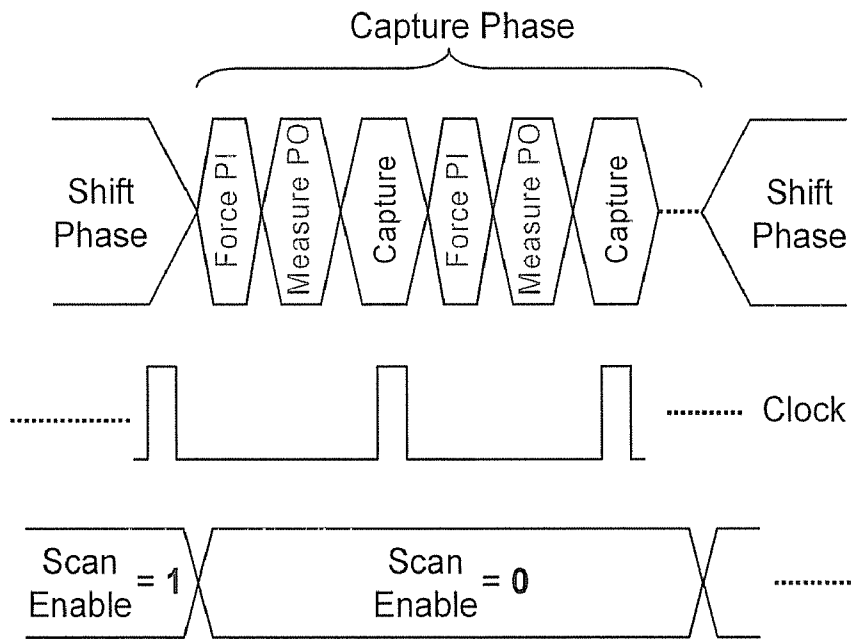 Capture Phase
Shift
Phase
Force PI
Measure PO
Capture
Force PI
Measure PO
Capture
Shift
Phase
Clock
Scan
Enable = 1
Scan
Enable = 0